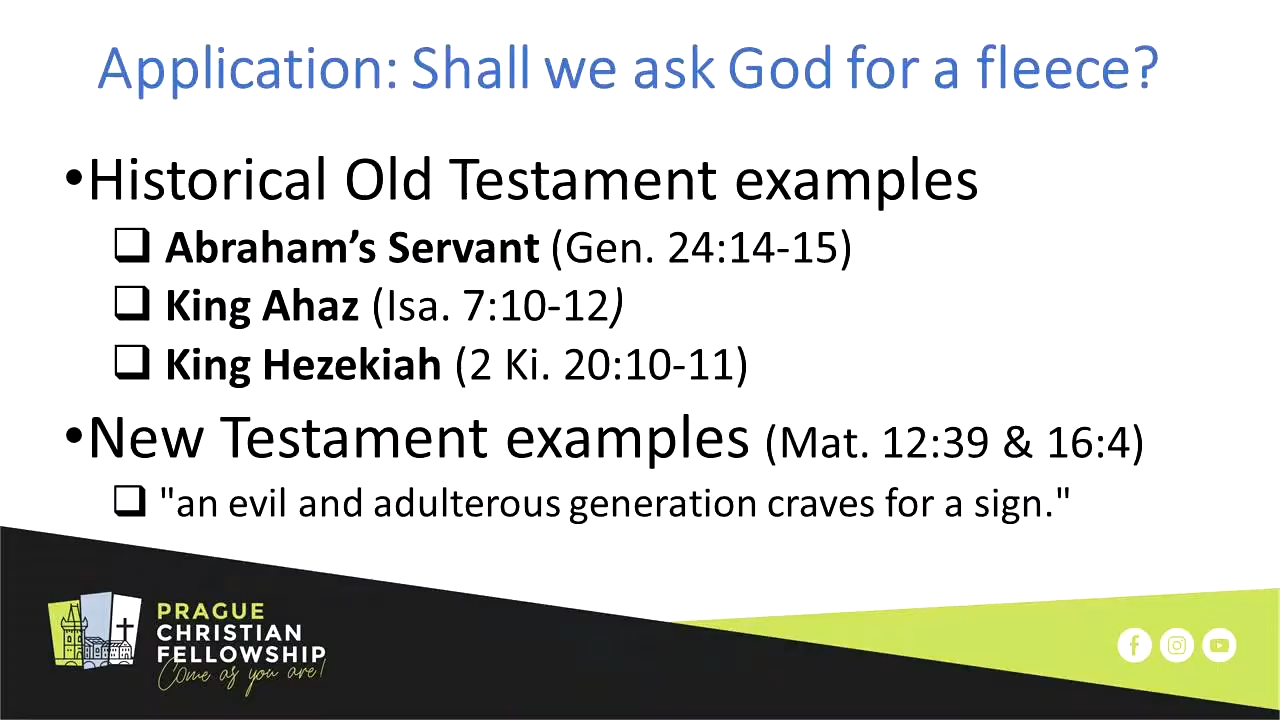 Application: Shall we ask God for a fleece?
•Historical Old Testament examples
❑ Abraham’s Servant (Gen. 24:14-15)
❑ King Ahaz (Isa. 7:10-12)
❑ King Hezekiah (2 Ki. 20:10-11)
•New Testament examples (Mat. 12:39 & 16:4)
❑ "an evil and adulterous generation craves for a sign."
PRAGUE
CHRISTIAN
FELLOWSHIP
Come as you are!